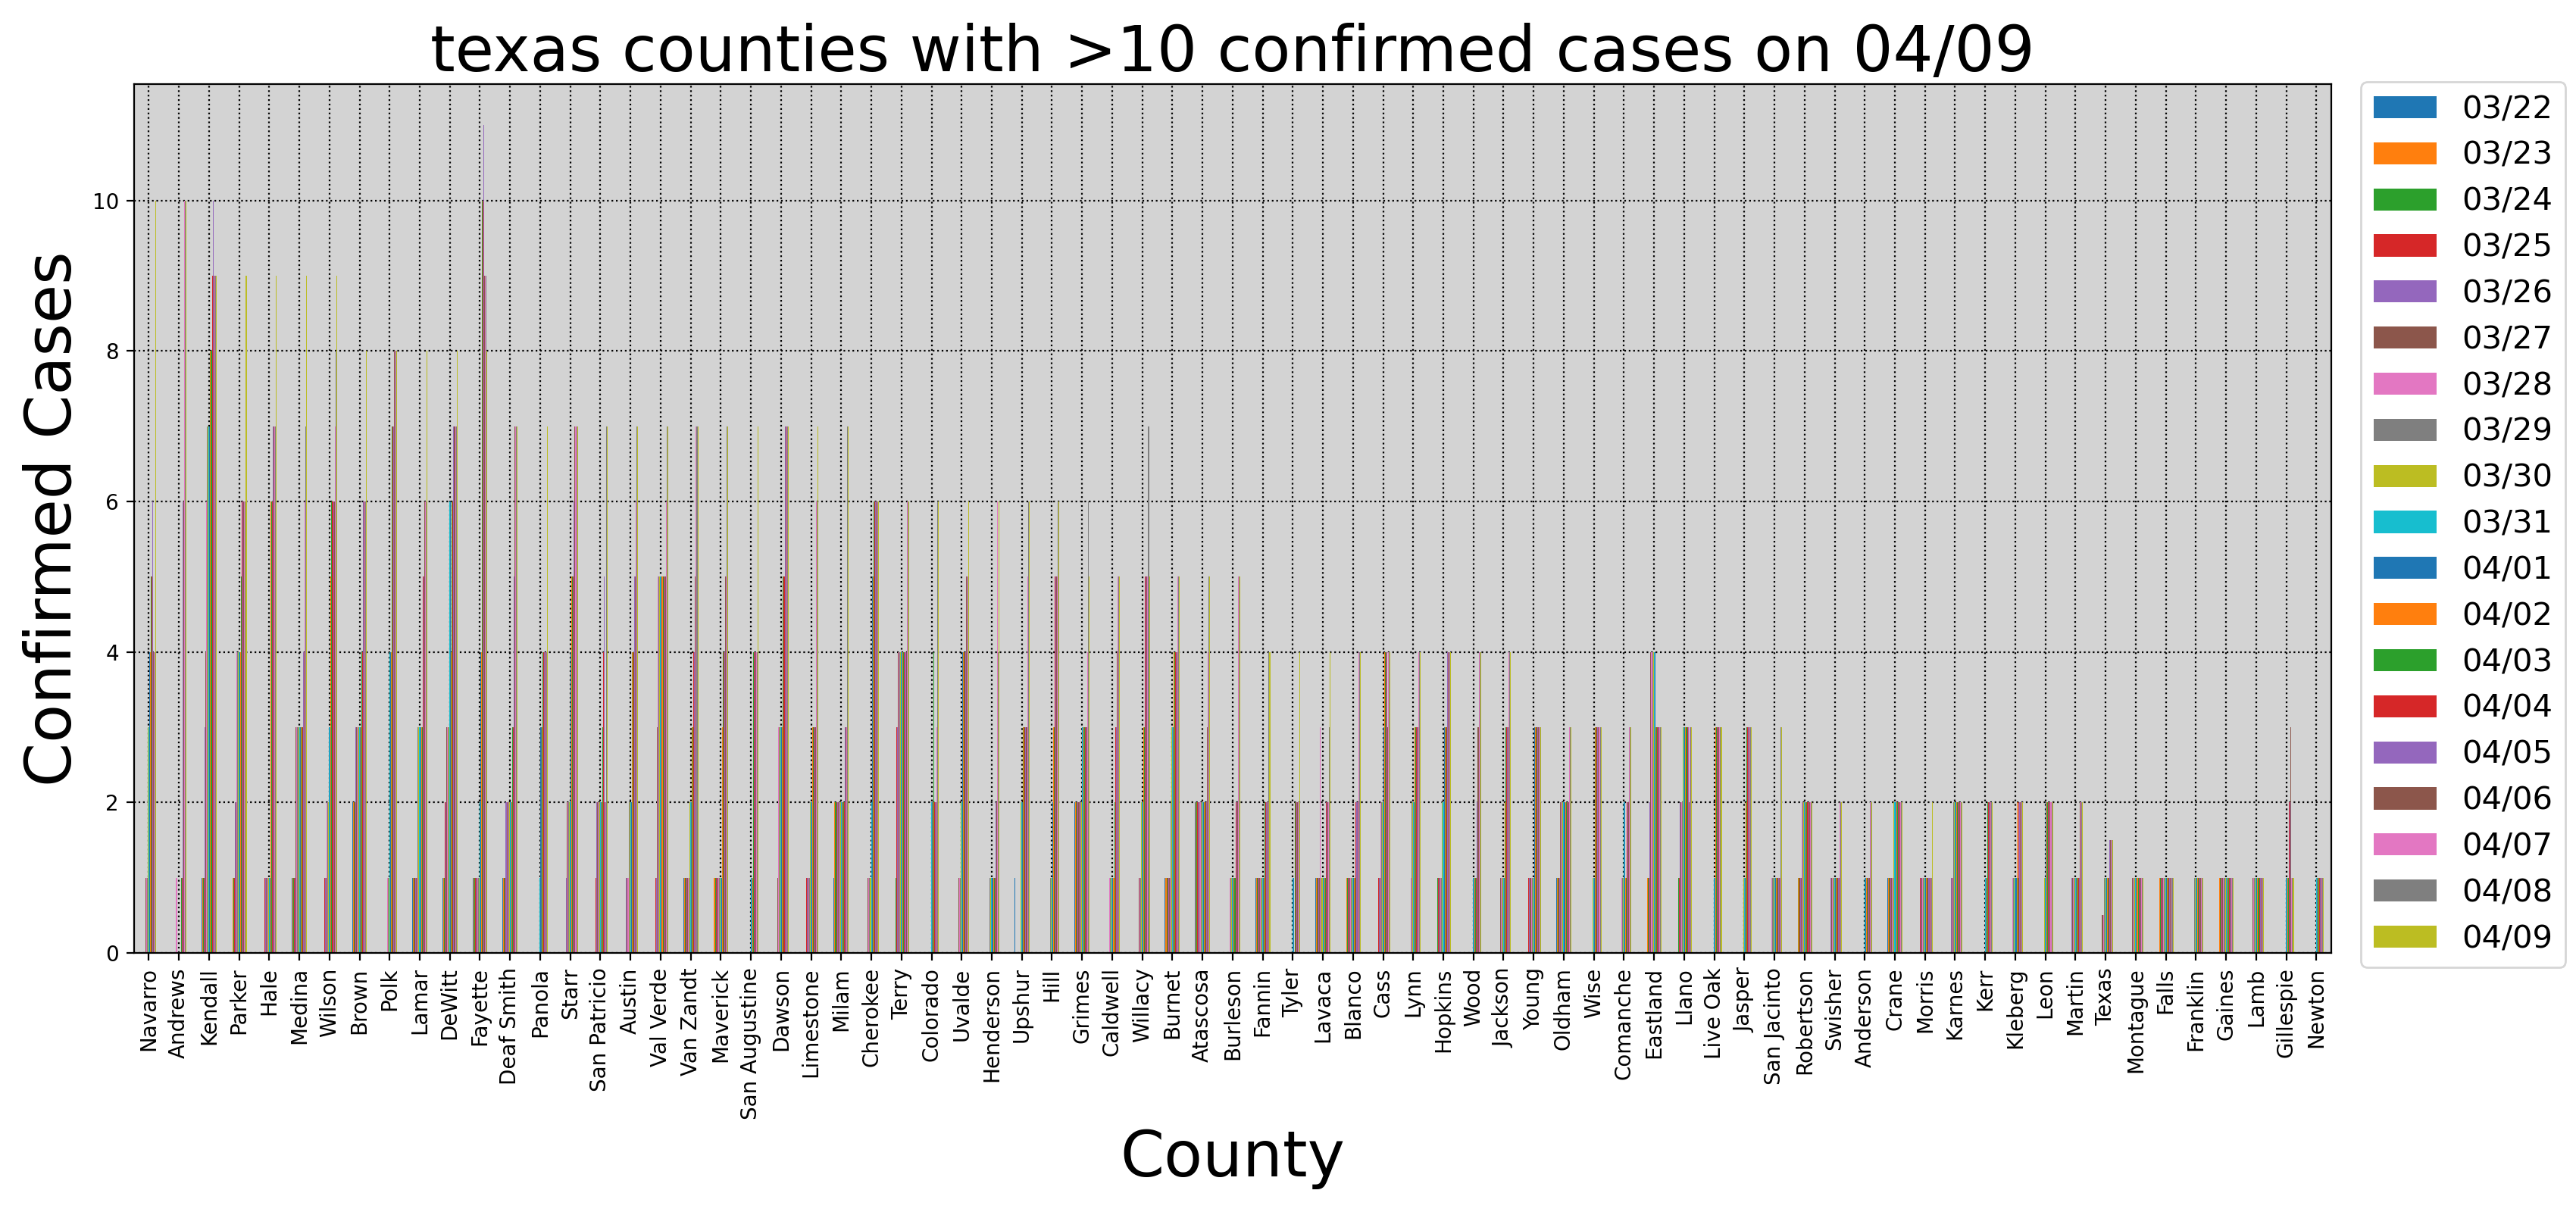 texas counties with >10 confirmed cases on 04/09
Confirmed Cases
10
8
6
4
2
0
03/22
03/23
03/24
03/25
03/26
03/27
03/28
03/29
03/30
03/31
04/01
04/02
04/03
04/04
04/05
04/06
04/07
04/08
04/09
Navarro
Andrews
Kendall
Parker
Hale
Medina
Wilson
Brown
Polk
Lamar
DeWitt
Fayette
Deaf Smith
Panola
Starr
San Patricio
Austin
Val Verde
Van Zandt
Maverick
San Augustine
Dawson
Limestone
Milam
Cherokee
Terry
Colorado
Uvalde
Henderson
Upshur
Hill
Grimes
Caldwell
Willacy
Burnet
Atascosa
Burleson
Fannin
Tyler
Lavaca
Blanco
Cass
Lynn
Hopkins
Wood
Jackson
Young
Oldham
Wise
Comanche
Eastland
Llano
Live Oak
Jasper
San Jacinto
Robertson
Swisher
Anderson
Crane
Morris
Karnes
Kerr
Kleberg
Leon
Martin
Texas
Montague
Falls
Franklin
Gaines
Lamb
Gillespie
Newton
County